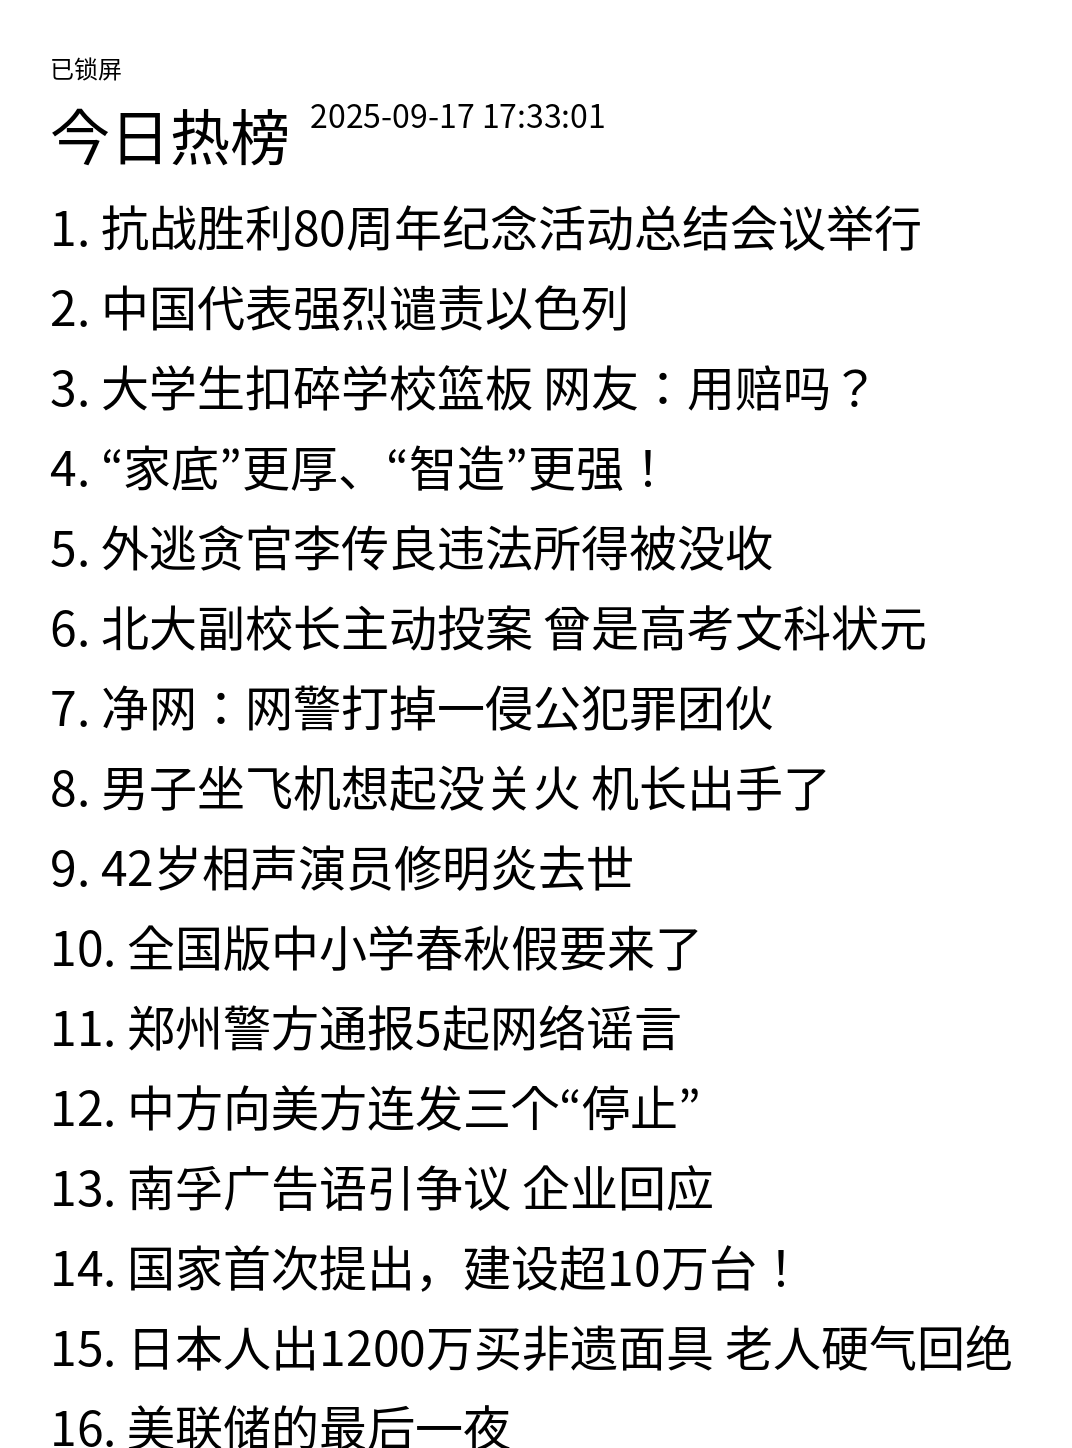 已锁屏
今日热榜 2025-09-17 17:33:01
1. 抗战胜利80周年纪念活动总结会议举行
2. 中国代表强烈谴责以色列
3. 大学生扣碎学校篮板 网友：用赔吗？
4. “家底”更厚、“智造”更强！
5. 外逃贪官李传良违法所得被没收
6. 北大副校长主动投案 曾是高考文科状元
7. 净网：网警打掉一侵公犯罪团伙
8. 男子坐飞机想起没关火 机长出手了
9. 42岁相声演员修明炎去世
10. 全国版中小学春秋假要来了
11. 郑州警方通报5起网络谣言
12. 中方向美方连发三个“停止”
13. 南孚广告语引争议 企业回应
14. 国家首次提出，建设超10万台！
15. 日本人出1200万买非遗面具 老人硬气回绝
16. 美联储的最后一夜